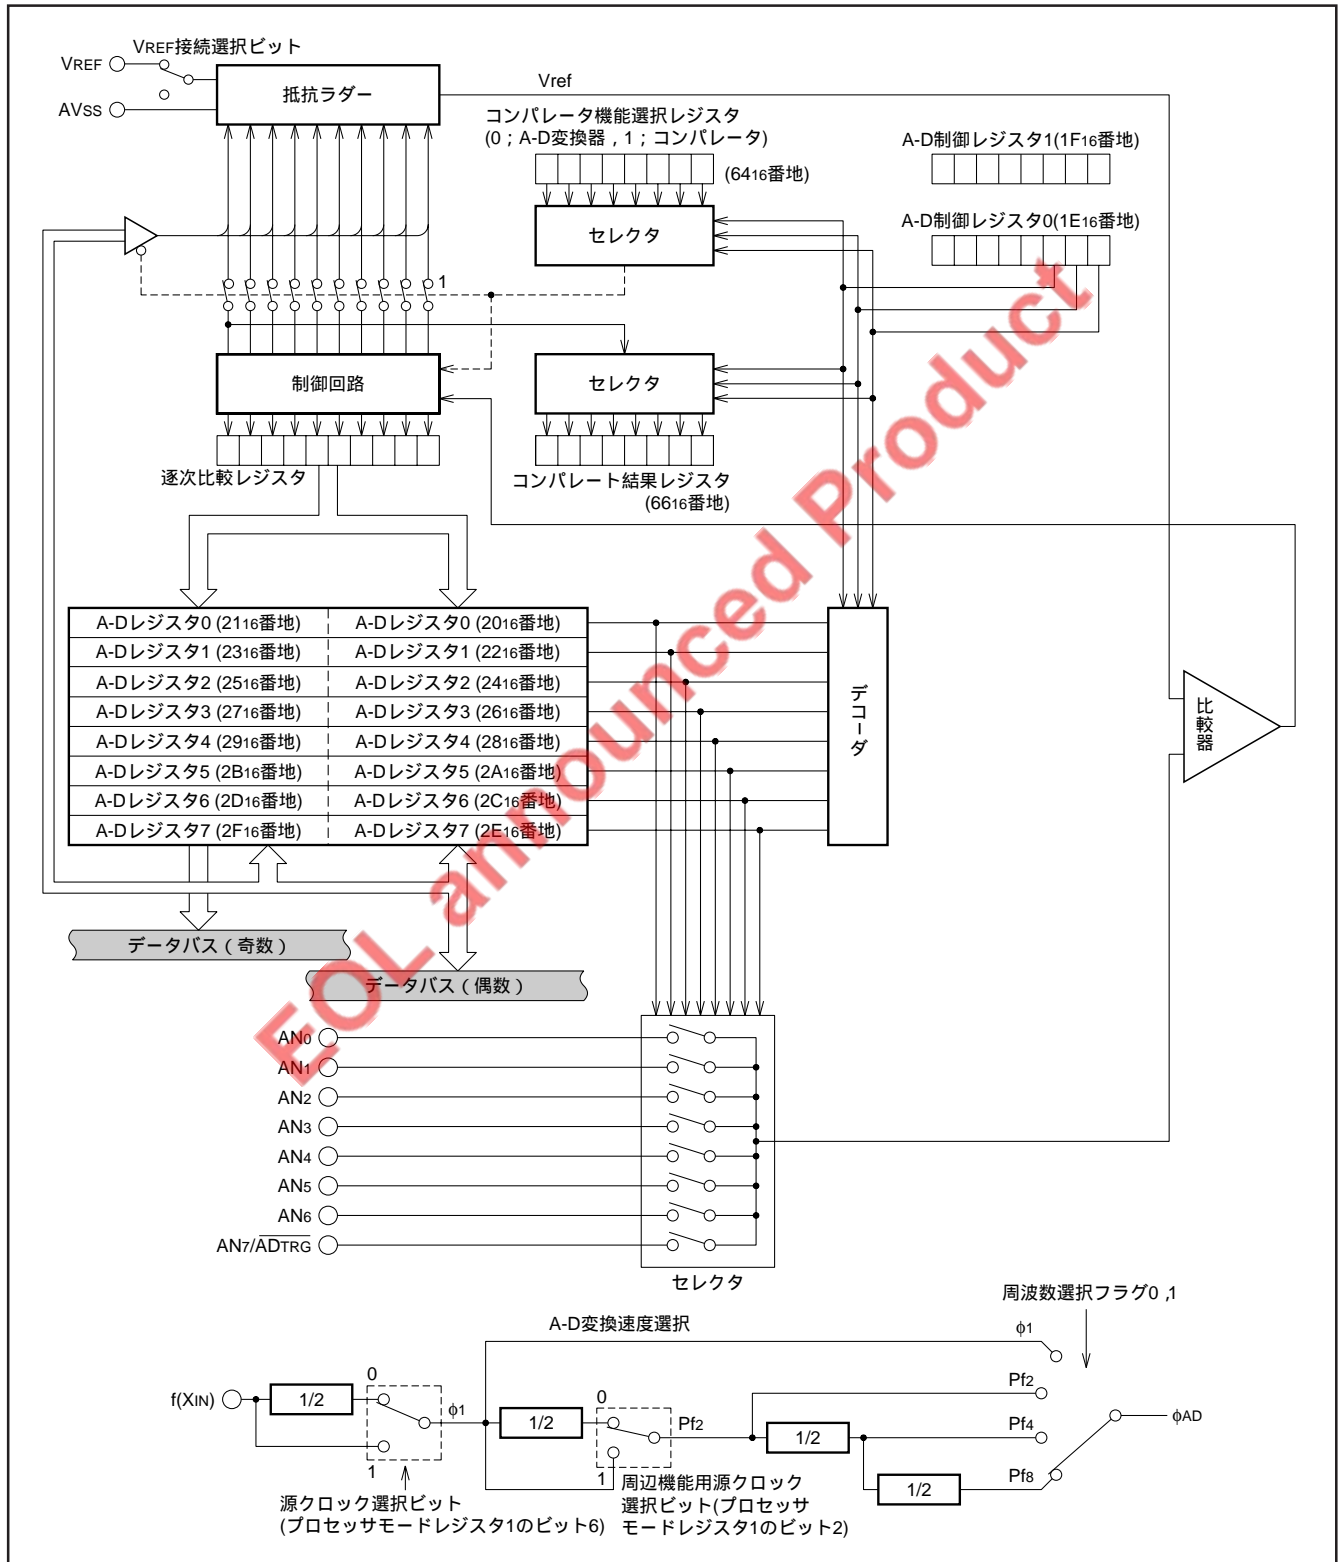 VREF接続選択ビット
VREF
AVSS
抵抗ラダー
Vref
コンパレータ機能選択レジスタ
(0 ; A-D変換器 , 1 ; コンパレータ)
(6416番地)
A-D制御レジスタ1(1F16番地)
A-D制御レジスタ0(1E16番地)
セレクタ
1
制御回路
セレクタ
逐次比較レジスタ
コンパレート結果レジスタ
(6616番地)
A-Dレジスタ0 (2116番地) A-Dレジスタ0 (2016番地)
A-Dレジスタ1 (2316番地) A-Dレジスタ1 (2216番地)
A-Dレジスタ2 (2516番地) A-Dレジスタ2 (2416番地)
A-Dレジスタ3 (2716番地) A-Dレジスタ3 (2616番地)
A-Dレジスタ4 (2916番地) A-Dレジスタ4 (2816番地)
A-Dレジスタ5 (2B16番地) A-Dレジスタ5 (2A16番地)
A-Dレジスタ6 (2D16番地) A-Dレジスタ6 (2C16番地)
A-Dレジスタ7 (2F16番地) A-Dレジスタ7 (2E16番地)
デコーダ
比較器
データバス ( 奇数 )
データバス ( 偶数 )
EOL announced Product
AN0
AN1
AN2
AN3
AN4
AN5
AN6
AN7/ADTRG
セレクタ
A-D変換速度選択
周波数選択フラグ0 ,1
f(XIN)
1/2
0
1
φ1
1/2
0
1
Pf2
1/2
1/2
φ1
Pf2
Pf4
Pf8
φAD
源クロック選択ビット
(プロセッサモードレジスタ1のビット6)
周辺機能用源クロック
選択ビット(プロセッサ
モードレジスタ1のビット2)